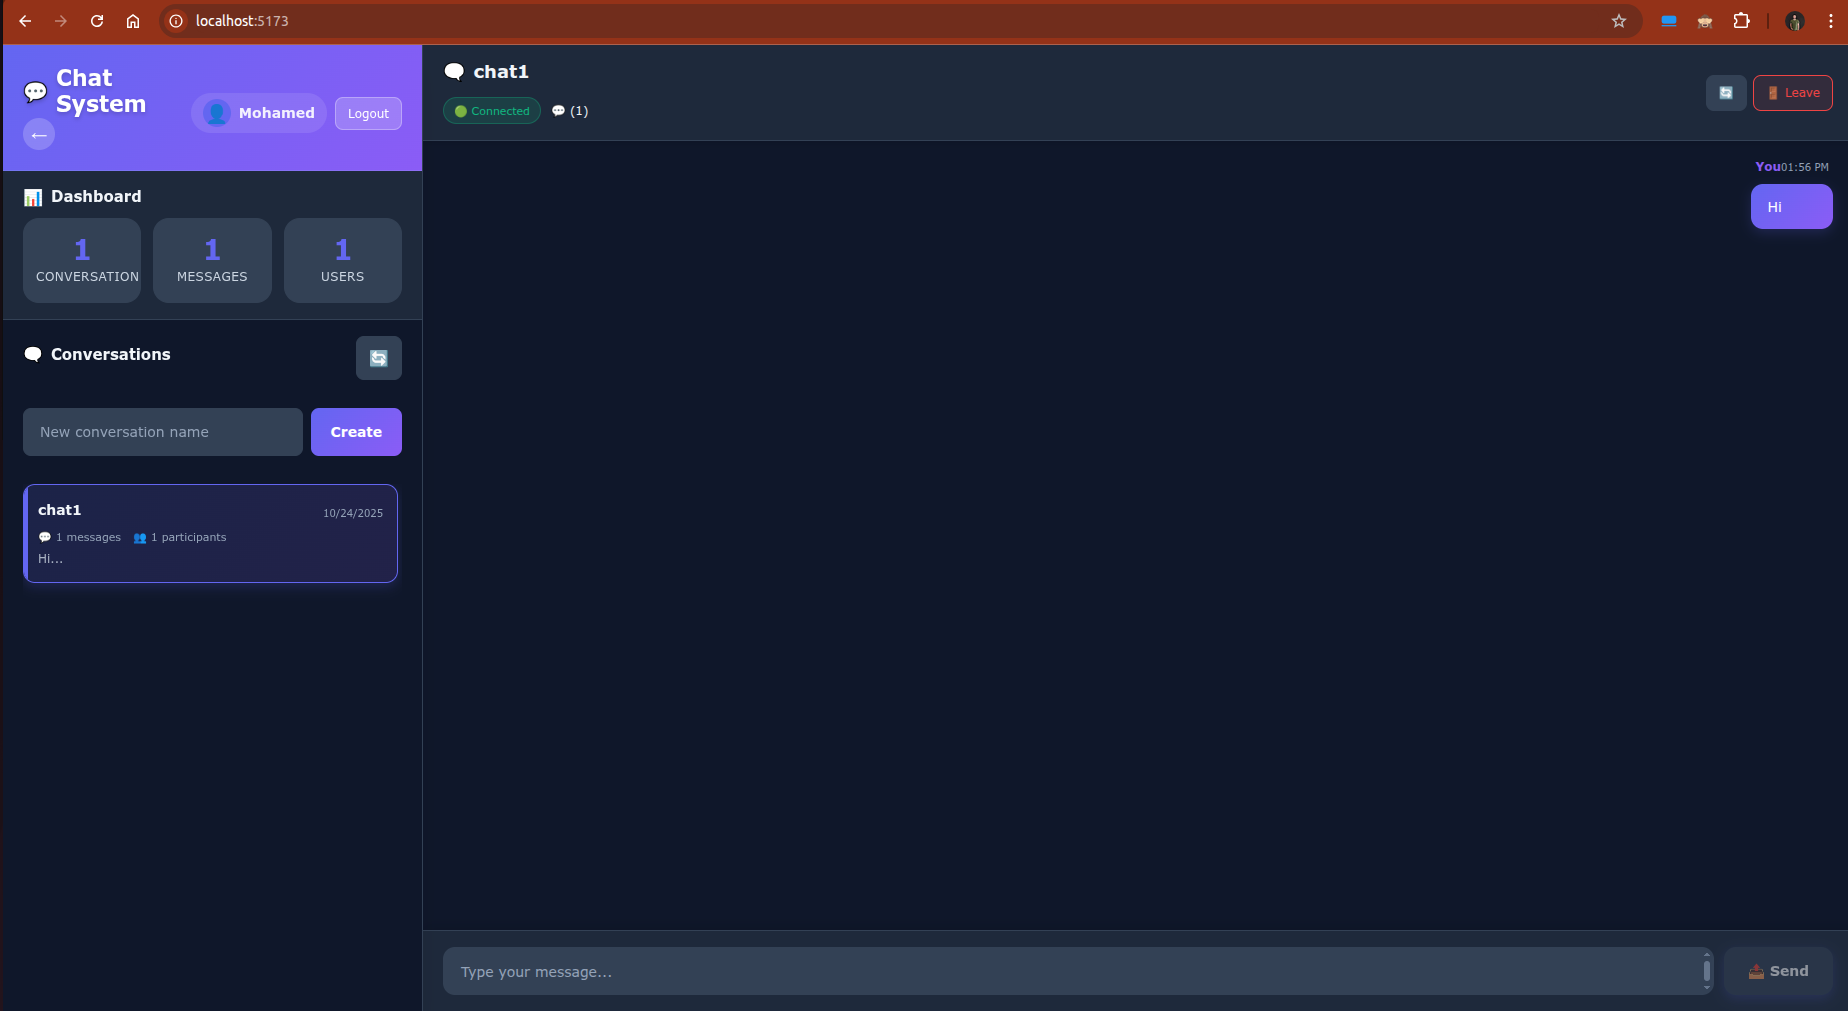 localhost:5173
Chat
System
Mohamed
Logout
←
Dashboard
1
CONVERSATION
1
MESSAGES
1
USERS
Conversations
New conversation name
Create
chat1
10/24/2025
1 messages 1 participants
Hi...
chat1
Connected (1)
Leave
You01:56 PM
Hi
Type your message...
Send